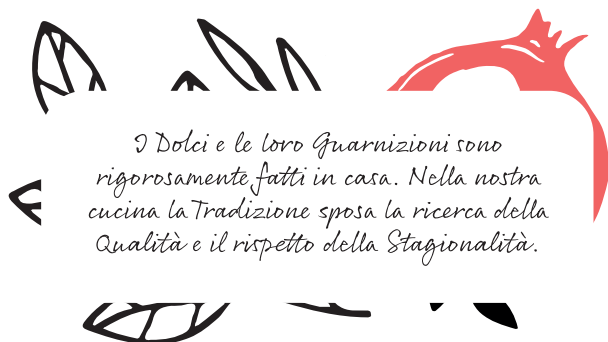 I Dolci e le loro Guarnizioni sono
rigorosamente fatti in casa. Nella nostra
cucina la Tradizione sposa la ricerca della
Qualità e il rispetto della Stagionalità.